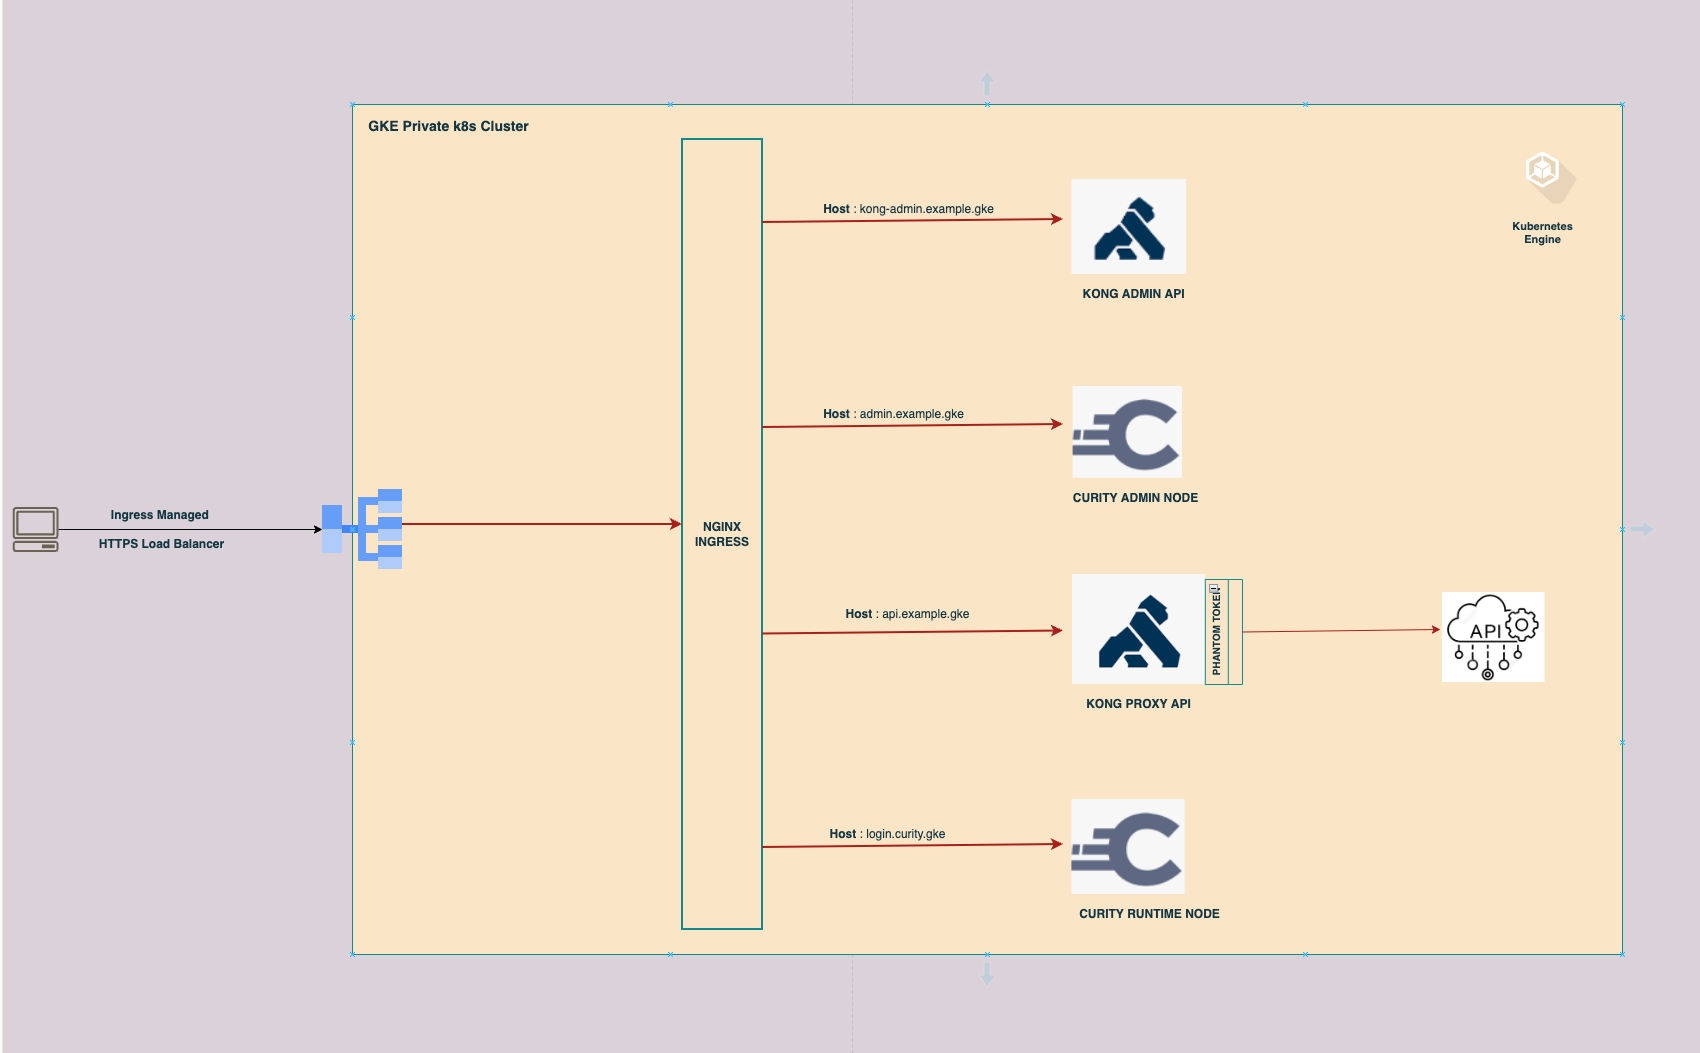 GKE Private k8s Cluster
Kubernetes
Engine
Host : kong-admin.example.gke
KONG ADMIN API
Host : admin.example.gke
CURITY ADMIN NODE
Ingress Managed
HTTPS Load Balancer
NGINX
INGRESS
Host : api.example.gke
PHANTOM TOKEN
API
KONG PROXY API
Host : login.curity.gke
CURITY RUNTIME NODE